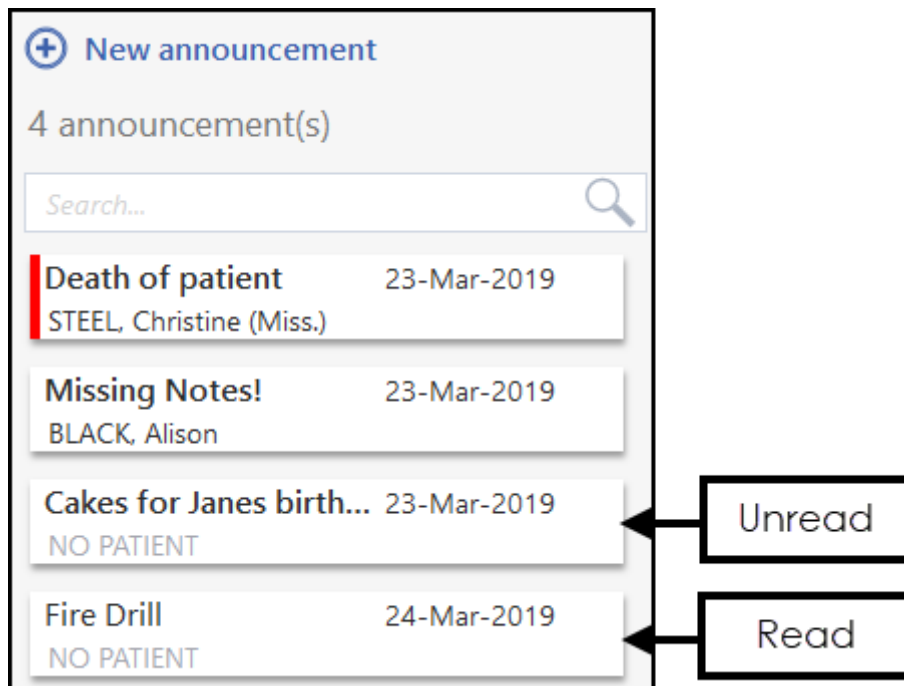 New announcement
4 announcement(s)
Search...
Death of patient 23-Mar-2019
STEEL, Christine (Miss.)
Missing Notes! 23-Mar-2019
BLACK, Alison
Cakes for Janes birth... 23-Mar-2019
NO PATIENT
Unread
Fire Drill 24-Mar-2019
NO PATIENT
Read